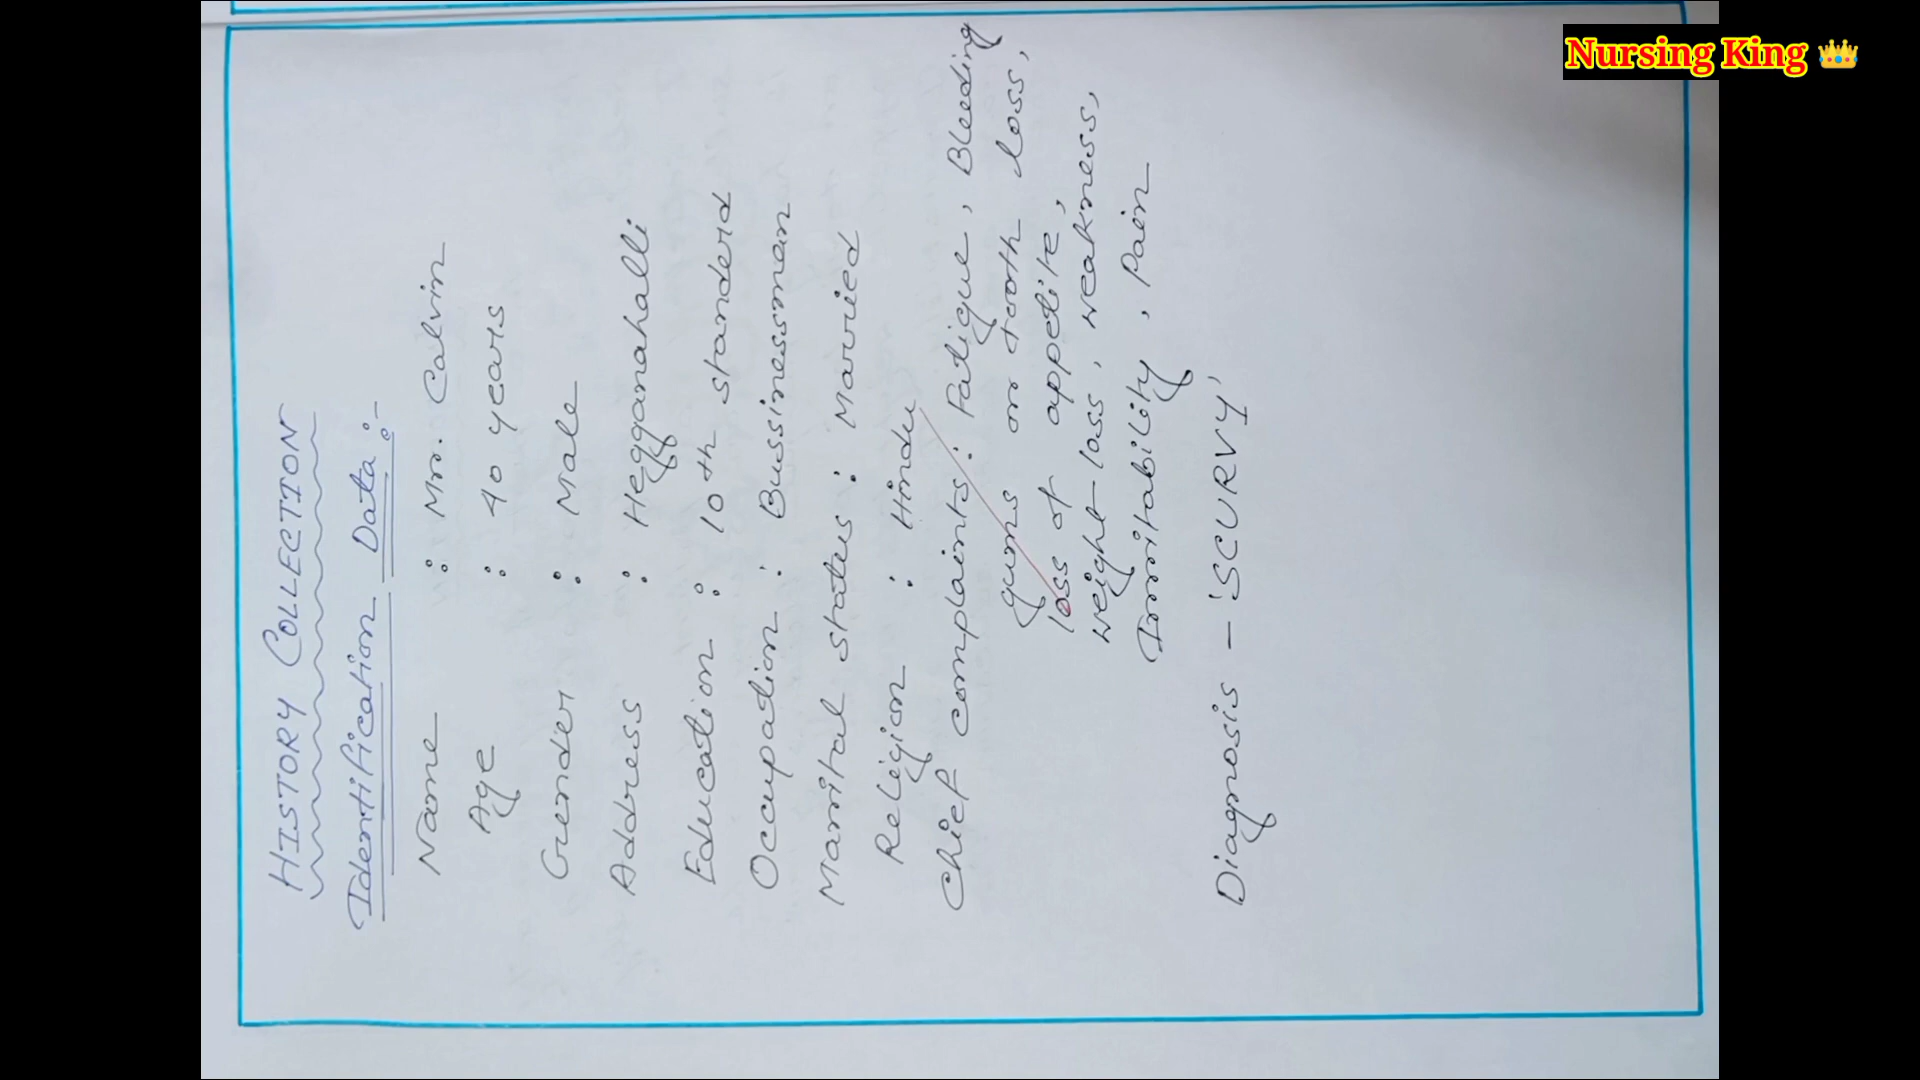 HISTORY COLLECTION
Identification Data :-
Name : Mr. Calvin
Age : 40 years
Gender : Male
Address : Hegganahalli
Education : 10th standerd
Occupation : Bussinessman
Marital status : Married
Religion : Hindu
Chief complaints : Fatigue, Bleeding
gums or tooth loss,
loss of appetite,
weight loss, weakness,
Irritability, Pain
Diagnosis - 'SCURVY'
Nursing King 👑